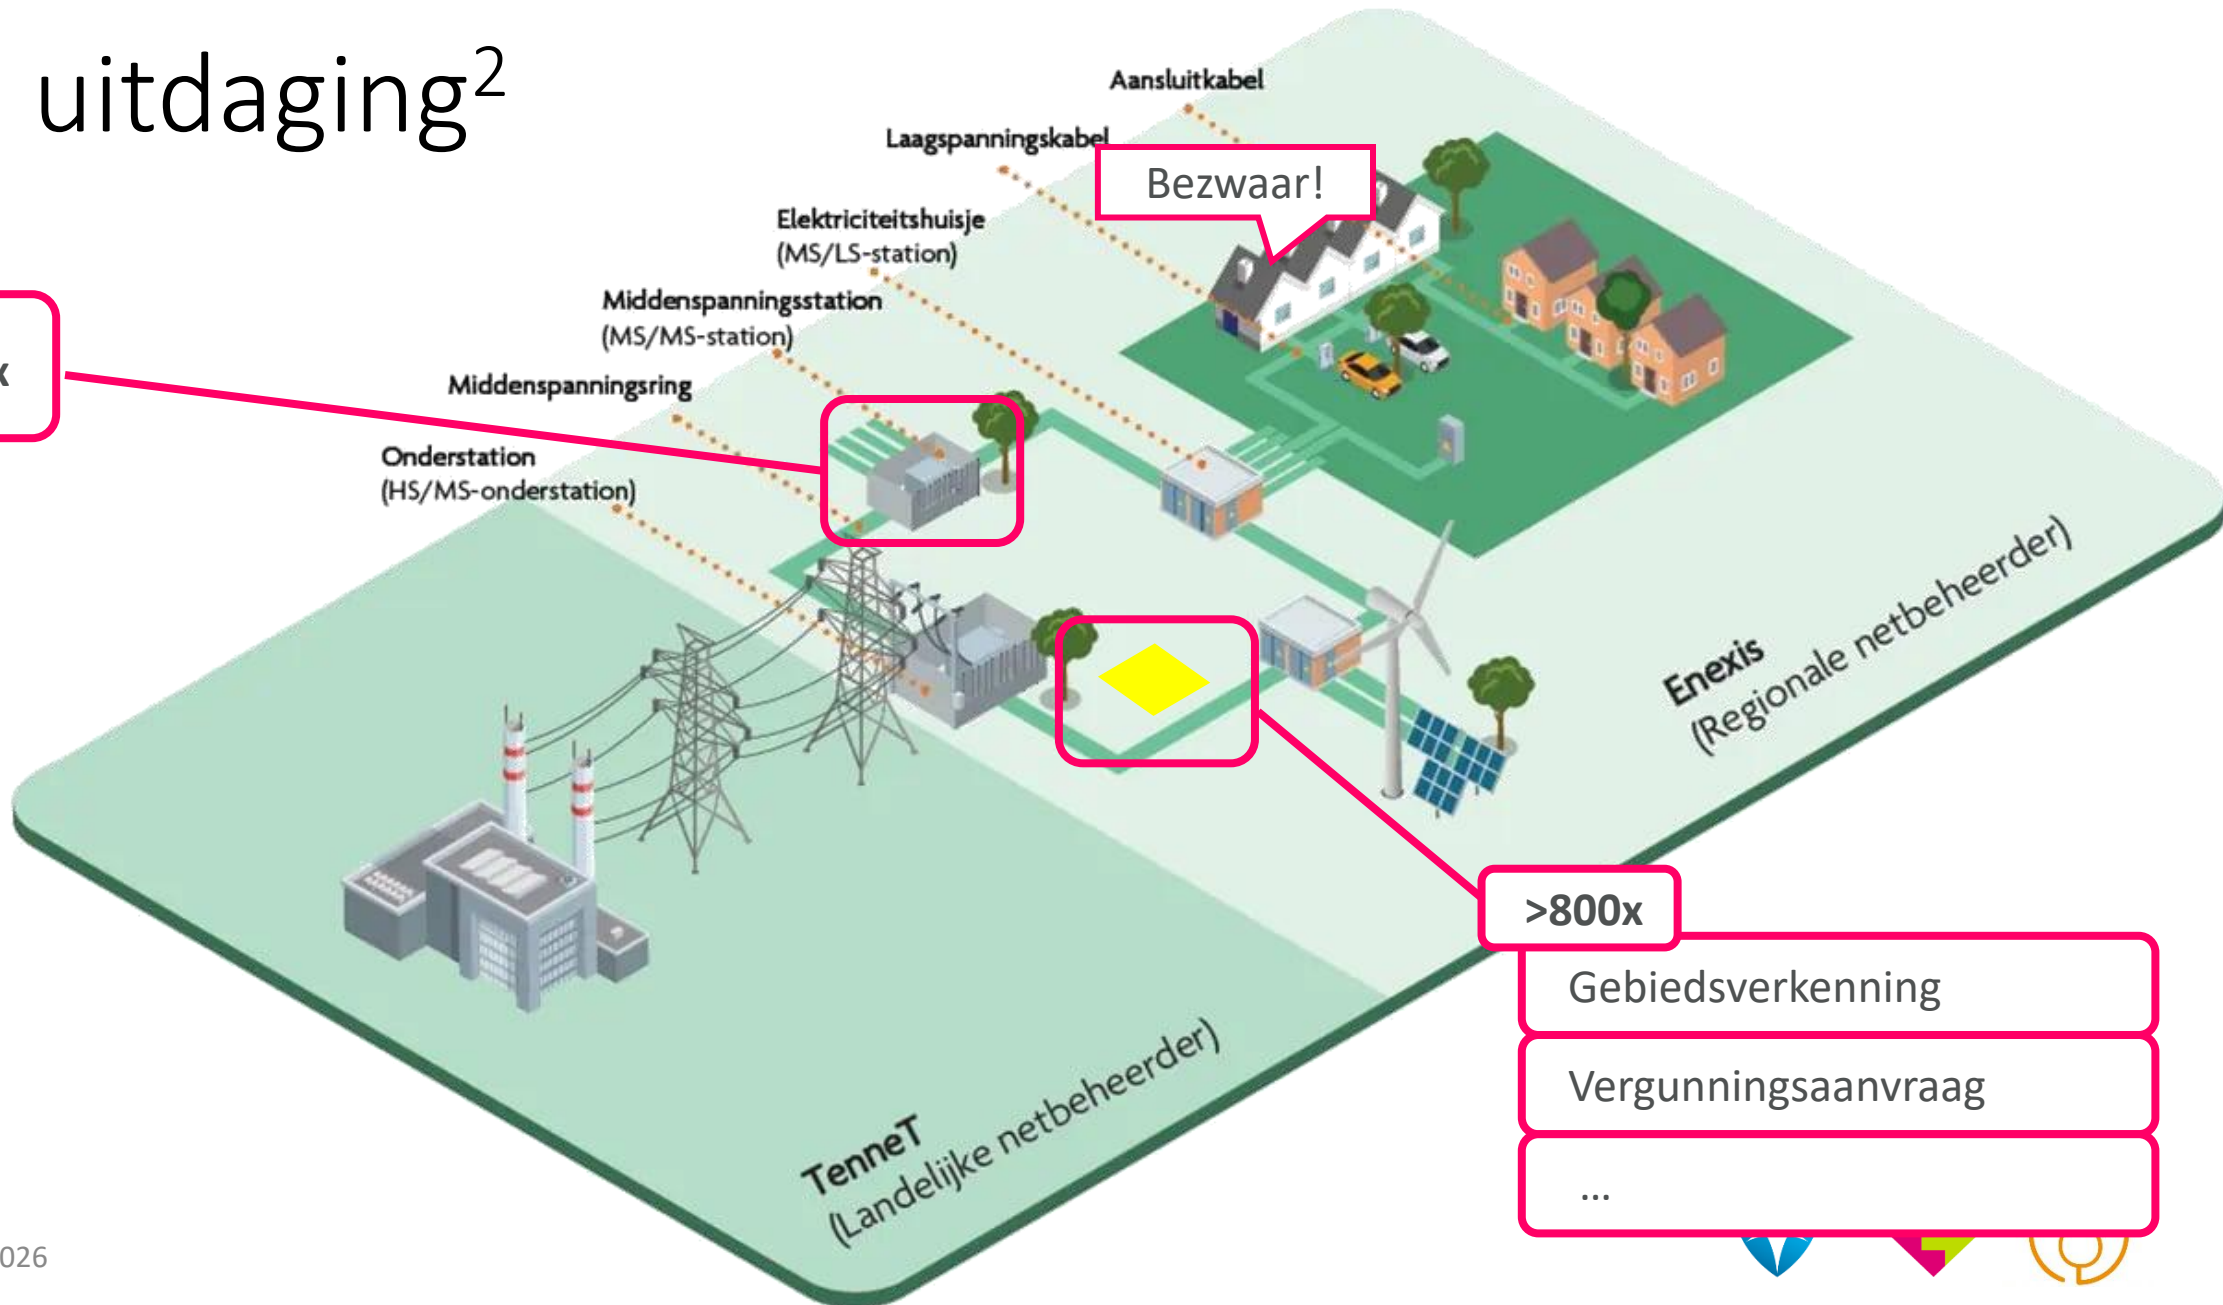 uitdaging²
Aansluitkabel
Laagspanningskabel
Bezwaar!
Elektriciteitshuisje
(MS/LS-station)
Middenspanningsstation
(MS/MS-station)
x
Middenspanningsring
Onderstation
(HS/MS-onderstation)
Enexis
(Regionale netbeheerder)
>800x
Gebiedsverkenning
Vergunningsaanvraag
...
TenneT
(Landelijke netbeheerder)
026